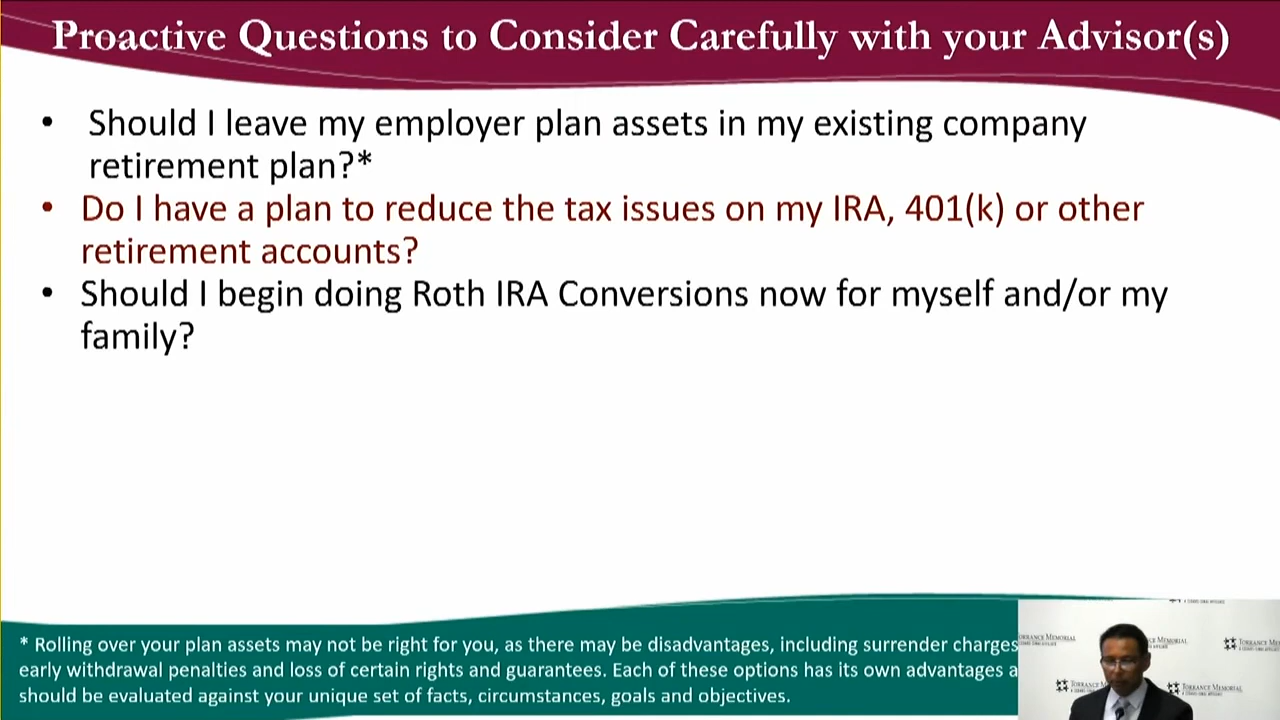 Proactive Questions to Consider Carefully with your Advisor(s)
• Should I leave my employer plan assets in my existing company
retirement plan?*
• Do I have a plan to reduce the tax issues on my IRA, 401(k) or other
retirement accounts?
• Should I begin doing Roth IRA Conversions now for myself and/or my
family?
* Rolling over your plan assets may not be right for you, as there may be disadvantages, including surrender charges
early withdrawal penalties and loss of certain rights and guarantees. Each of these options has its own advantages a
should be evaluated against your unique set of facts, circumstances, goals and objectives.
Torrance Memorial
Torrance Memorial